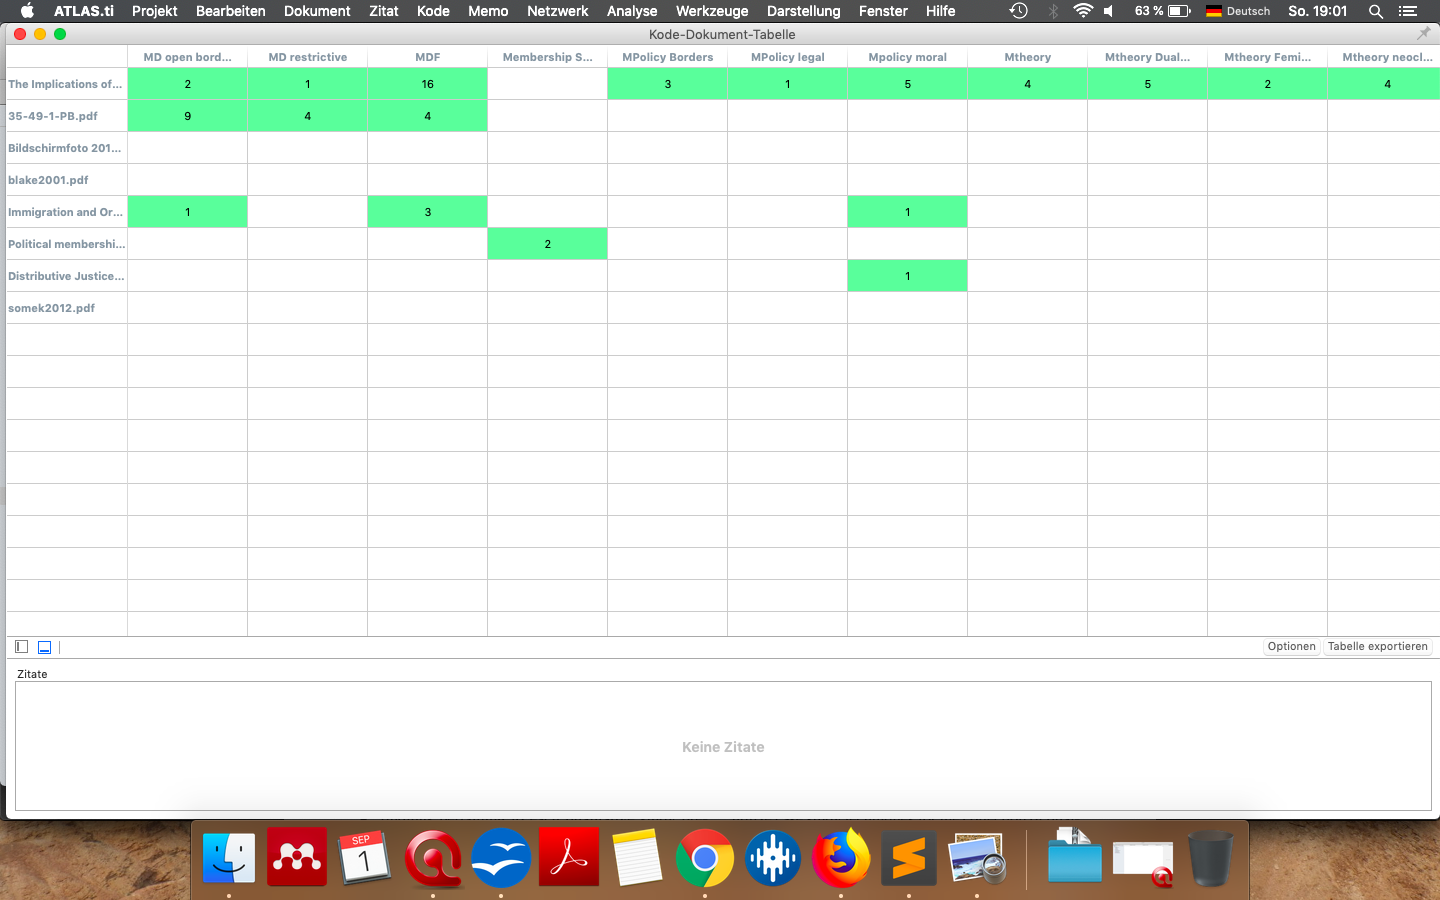 ATLAS.ti Projekt Bearbeiten Dokument Zitat Kode Memo Netzwerk Analyse Werkzeuge Darstellung Fenster Hilfe 63 % Deutsch So. 19:01
Kode-Dokument-Tabelle
MD open bord... MD restrictive MDF Membership S... MPolicy Borders MPolicy legal Mpolicy moral Mtheory Mtheory Dual... Mtheory Femi... Mtheory neocl...
The Implications of... 2 1 16 3 1 5 4 5 2 4
35-49-1-PB.pdf 9 4 4
Bildschirmfoto 201...
blake2001.pdf
Immigration and Or... 1 3 1
Political membershi... 2
Distributive Justice... 1
somek2012.pdf
Optionen Tabelle exportieren
Zitate
Keine Zitate
SEP
1